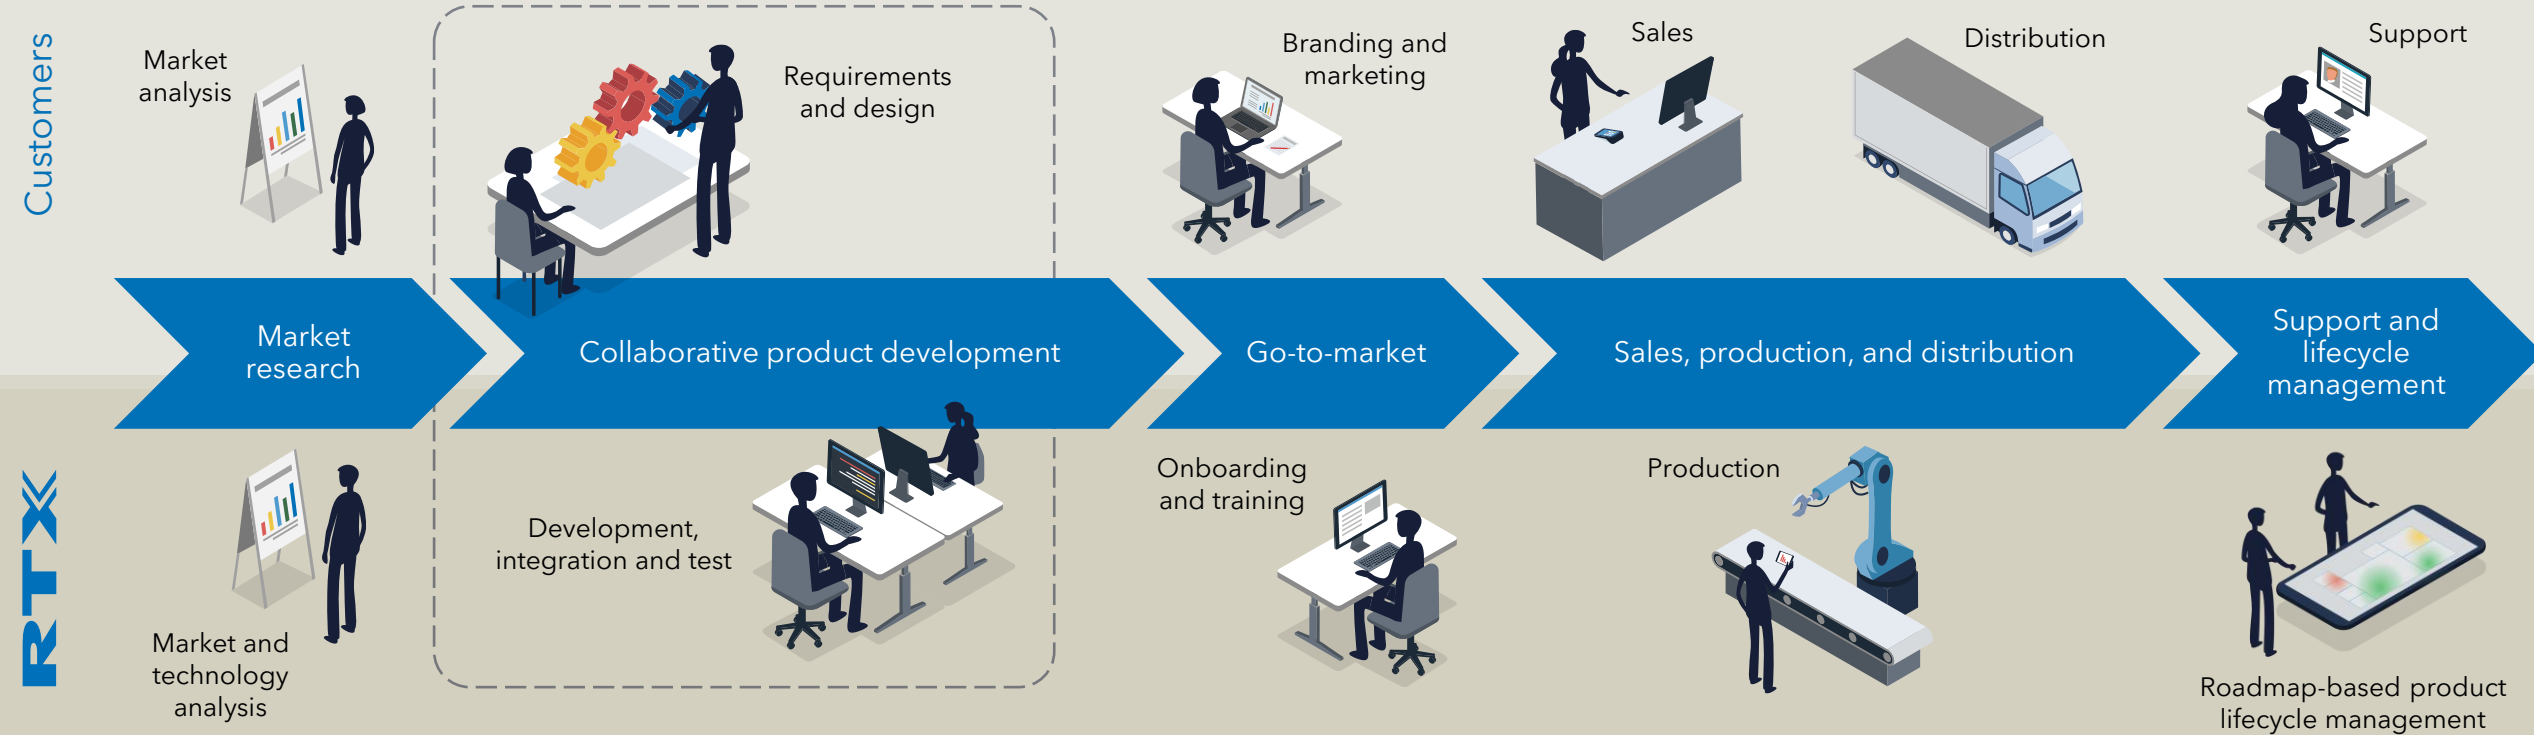 Customers
Market
analysis
Requirements
and design
Branding and
marketing
Sales
Distribution
Support
Market
research
Collaborative product development
Go-to-market
Sales, production, and distribution
Support and
lifecycle
management
RTX
Market and
technology
analysis
Development,
integration and test
Onboarding
and training
Production
Roadmap-based product
lifecycle management